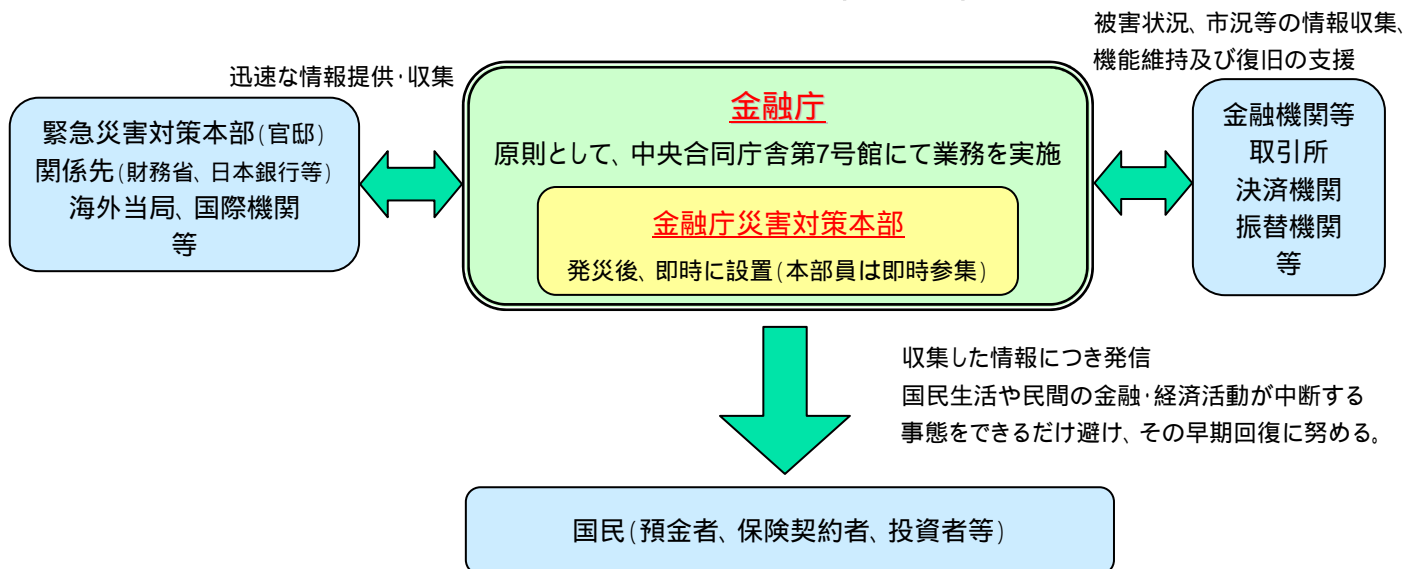 被害状況、市況等の情報収集、
機能維持及び復旧の支援
迅速な情報提供・収集
緊急災害対策本部(官邸)
関係先(財務省、日本銀行等)
海外当局、国際機関
等
金融庁
原則として、中央合同庁舎第7号館にて業務を実施
金融庁災害対策本部
発災後、即時に設置(本部員は即時参集)
金融機関等
取引所
決済機関
振替機関
等
収集した情報につき発信
国民生活や民間の金融・経済活動が中断する
事態をできるだけ避け、その早期回復に努める。
国民(預金者、保険契約者、投資者等)